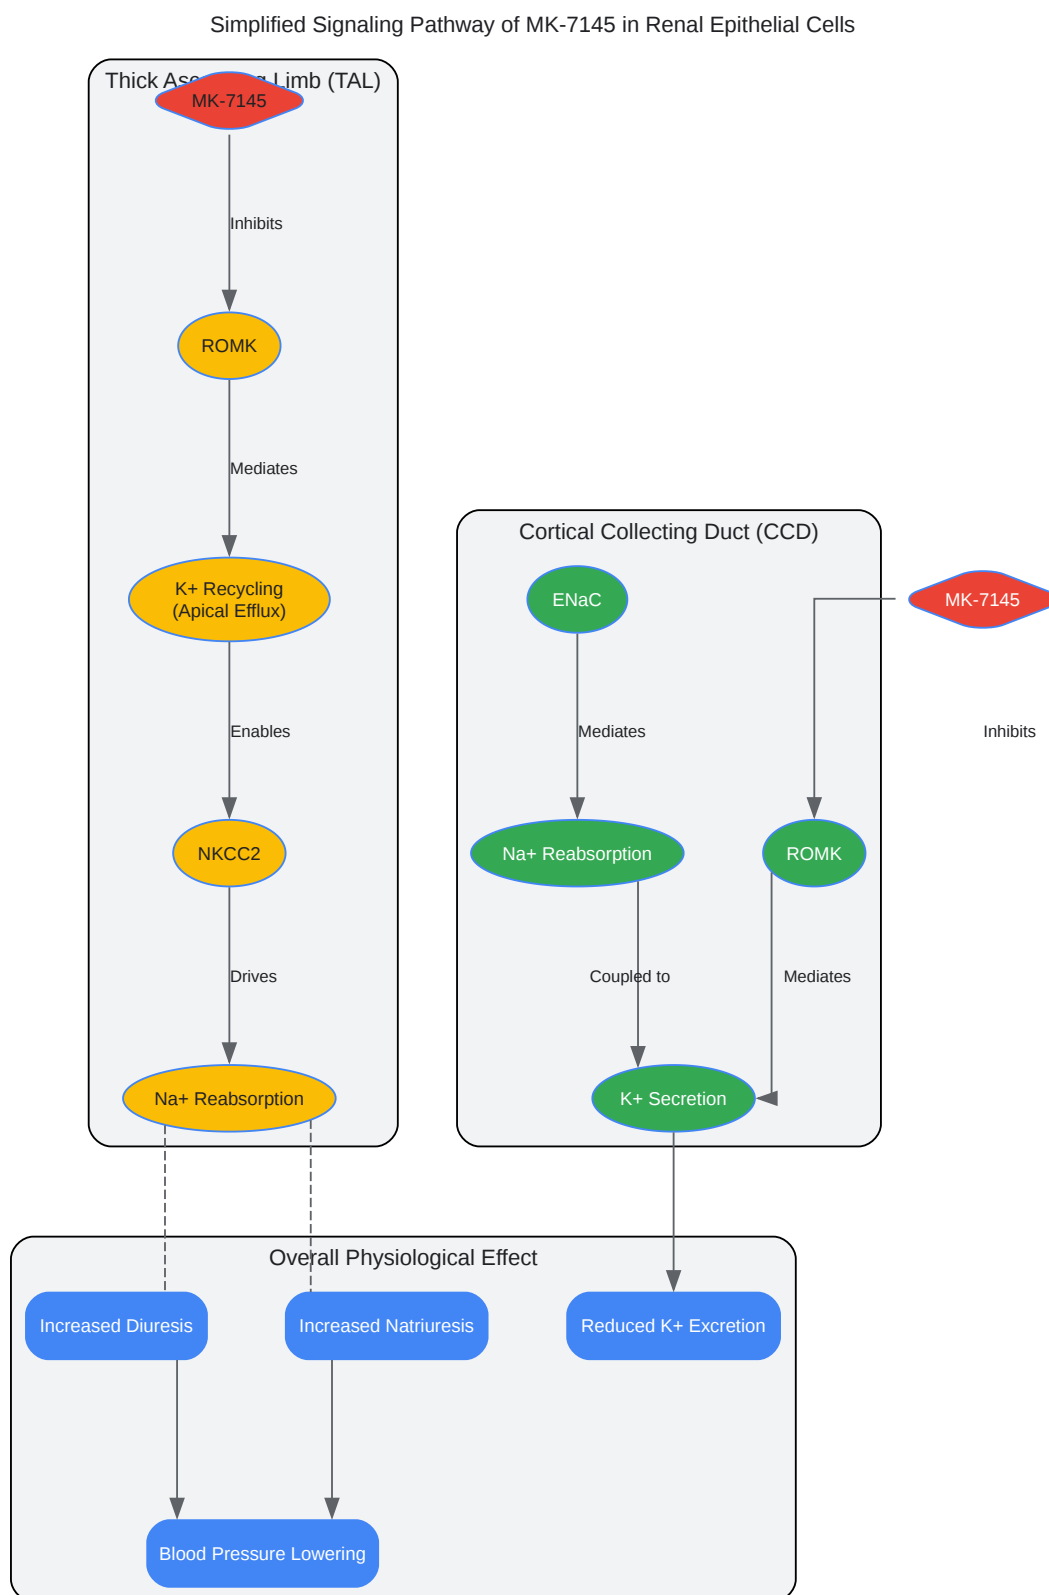 Simplified Signaling Pathway of MK-7145 in Renal Epithelial Cells
Thick Ascending Limb (TAL)
MK-7145
Inhibits
ROMK
Mediates
K+ Recycling
(Apical Efflux)
Enables
NKCC2
Drives
Na+ Reabsorption
Cortical Collecting Duct (CCD)
ENaC
MK-7145
Mediates
Inhibits
Na+ Reabsorption
ROMK
Coupled to
Mediates
K+ Secretion
Overall Physiological Effect
Increased Diuresis
Increased Natriuresis
Reduced K+ Excretion
Blood Pressure Lowering